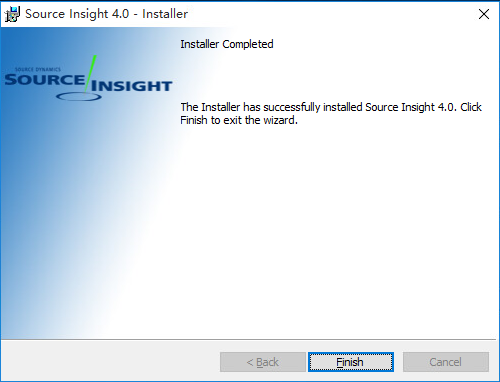 Source Insight 4.0 - Installer
Installer Completed
SOURCE DYNAMICS
SOURCE INSIGHT
The Installer has successfully installed Source Insight 4.0. Click
Finish to exit the wizard.
< Back
Finish
Cancel